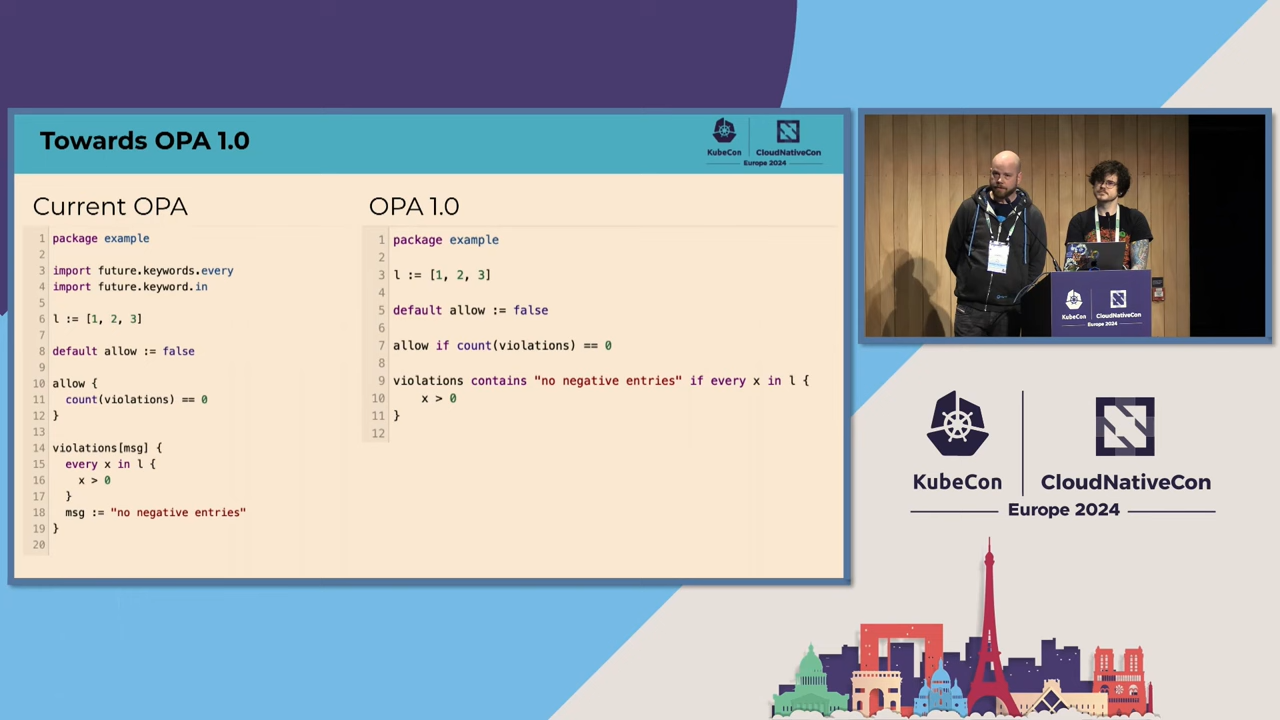 Towards OPA 1.0
KubeCon
CloudNativeCon
Europe 2024
Current OPA
1 package example
2
3 import future.keywords.every
4 import future.keyword.in
5
6 l := [1, 2, 3]
7
8 default allow := false
9
10 allow {
11   count(violations) == 0
12 }
13
14 violations[msg] {
15   every x in l {
16     x > 0
17   }
18   msg := "no negative entries"
19 }
20
OPA 1.0
1 package example
2
3 l := [1, 2, 3]
4
5 default allow := false
6
7 allow if count(violations) == 0
8
9 violations contains "no negative entries" if every x in l {
10     x > 0
11 }
12
KubeCon
CloudNativeCon
Europe 2024
KubeCon
CloudNativeCon
Europe 2024